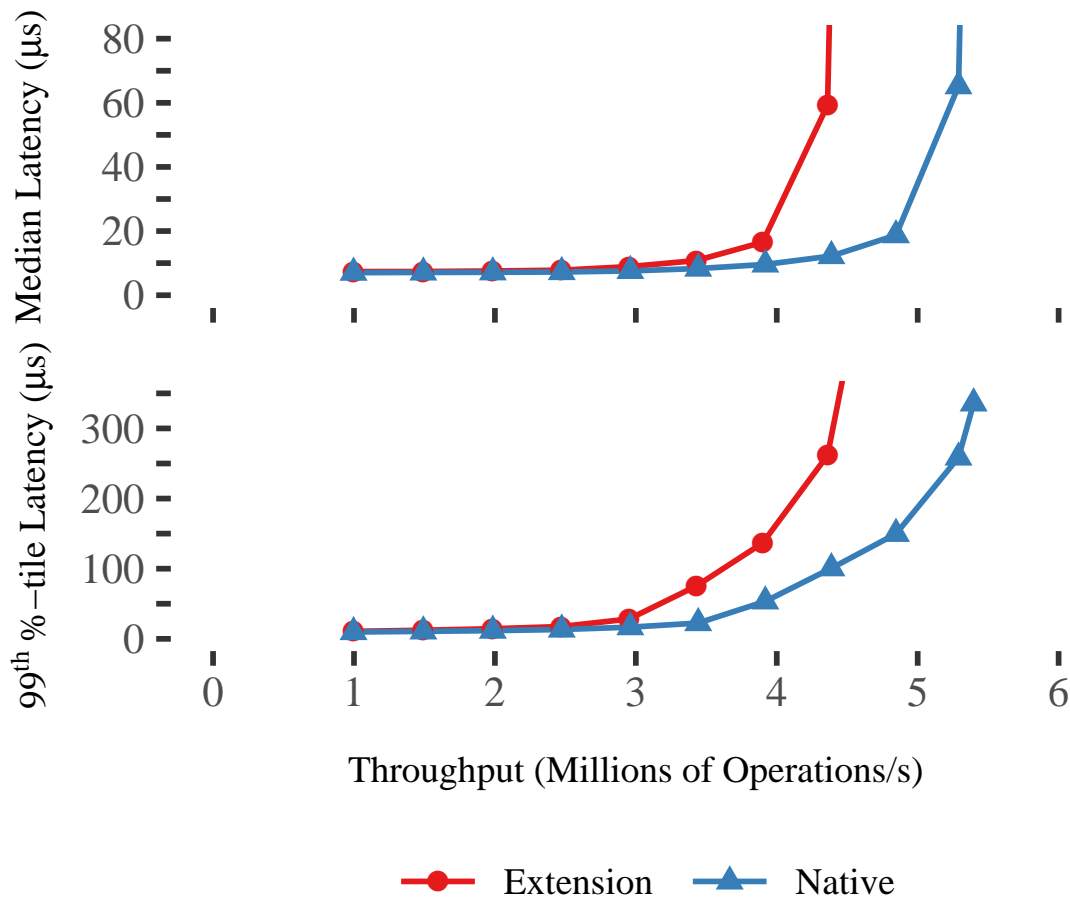 Median Latency (μs)
80
60
40
20
0
99th %−tile Latency (μs)
300
200
100
0
0 1 2 3 4 5 6
Throughput (Millions of Operations/s)
Extension Native